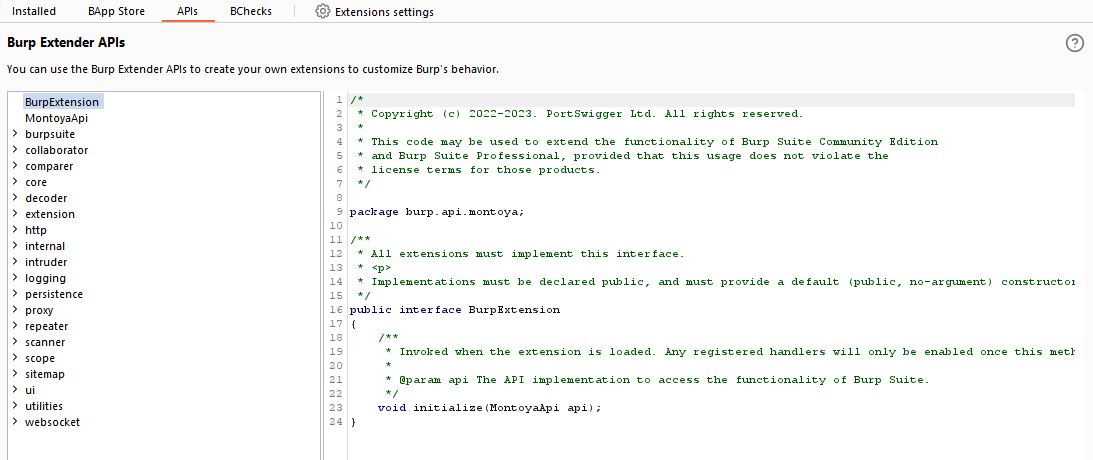 Installed BApp Store APIs BChecks Extensions settings
Burp Extender APIs
?
You can use the Burp Extender APIs to create your own extensions to customize Burp's behavior.
BurpExtension
MontoyaApi
burpsuite
collaborator
comparer
core
decoder
extension
http
internal
intruder
logging
persistence
proxy
repeater
scanner
scope
sitemap
ui
utilities
websocket
1 /*
2  * Copyright (c) 2022-2023. PortSwigger Ltd. All rights reserved.
3  *
4  * This code may be used to extend the functionality of Burp Suite Community Edition
5  * and Burp Suite Professional, provided that this usage does not violate the
6  * license terms for those products.
7  */
8
9 package burp.api.montoya;
10
11 /**
12  * All extensions must implement this interface.
13  * <p>
14  * Implementations must be declared public, and must provide a default (public, no-argument) constructor
15  */
16 public interface BurpExtension
17 {
18     /**
19      * Invoked when the extension is loaded. Any registered handlers will only be enabled once this meth
20      *
21      * @param api The API implementation to access the functionality of Burp Suite.
22      */
23     void initialize(MontoyaApi api);
24 }